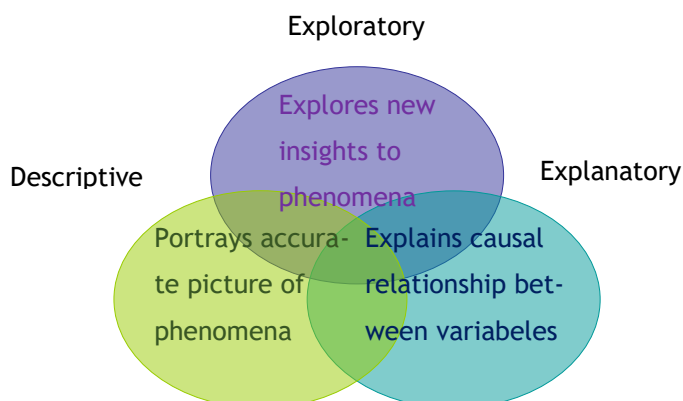 Exploratory
Explores new
insights to
phenomena
Descriptive
Explanatory
Portrays accura-
te picture of
phenomena
Explains causal
relationship bet-
ween variabeles